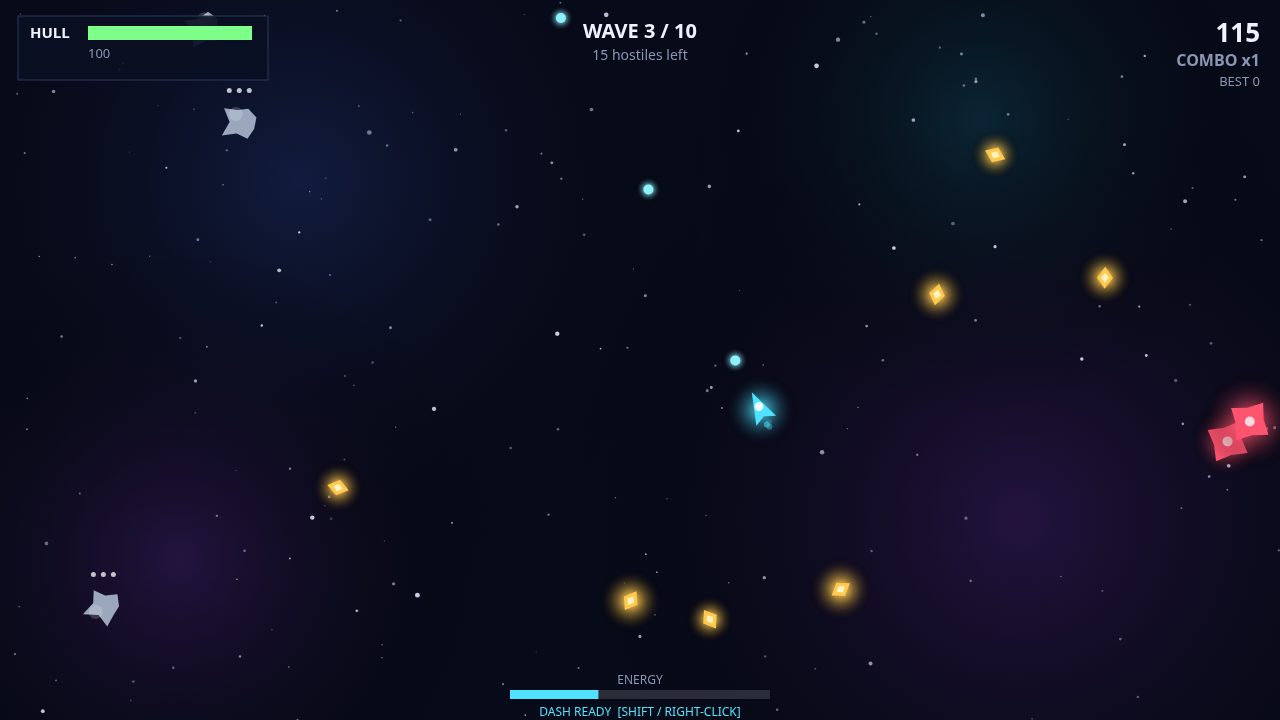 HULL
100
WAVE 3 / 10
15 hostiles left
115
COMBO x1
BEST 0
ENERGY
DASH READY [SHIFT / RIGHT-CLICK]